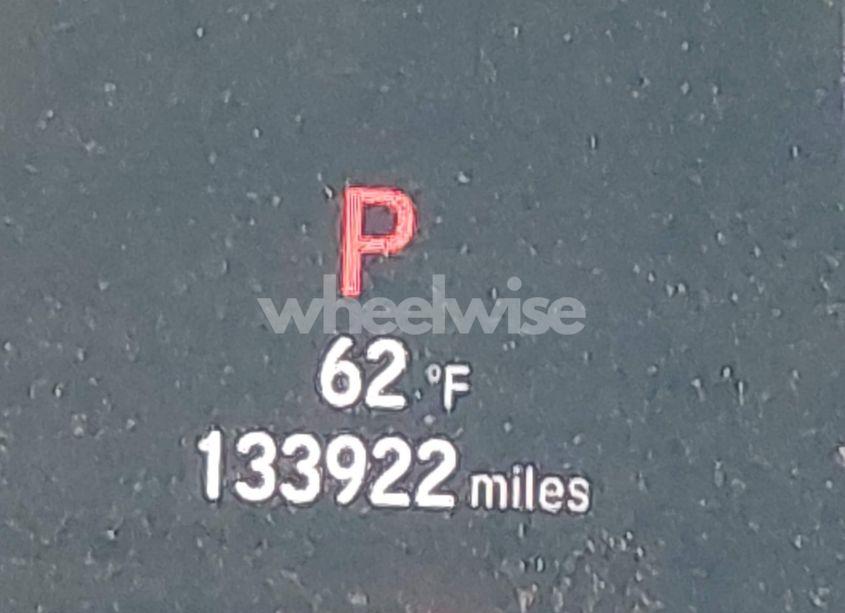 P
wheelwise
62 °F
133922 miles